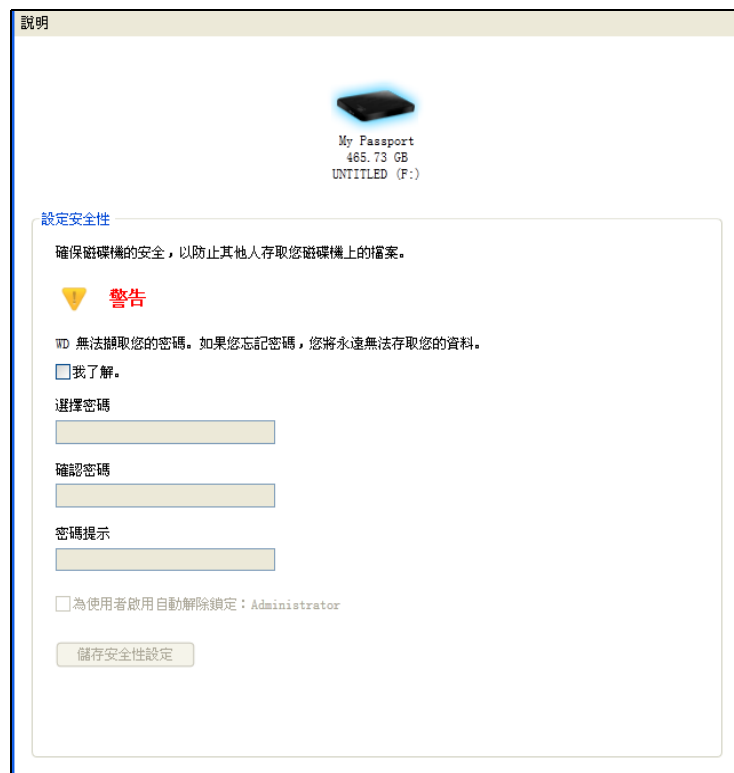 說明
My Passport
465.73 GB
UNTITLED (F:)
設定安全性
確保磁碟機的安全，以防止其他人存取您磁碟機上的檔案。
警告
WD 無法擷取您的密碼。如果您忘記密碼，您將永遠無法存取您的資料。
我了解。
選擇密碼
確認密碼
密碼提示
為使用者啟用自動解除鎖定：Administrator
儲存安全性設定